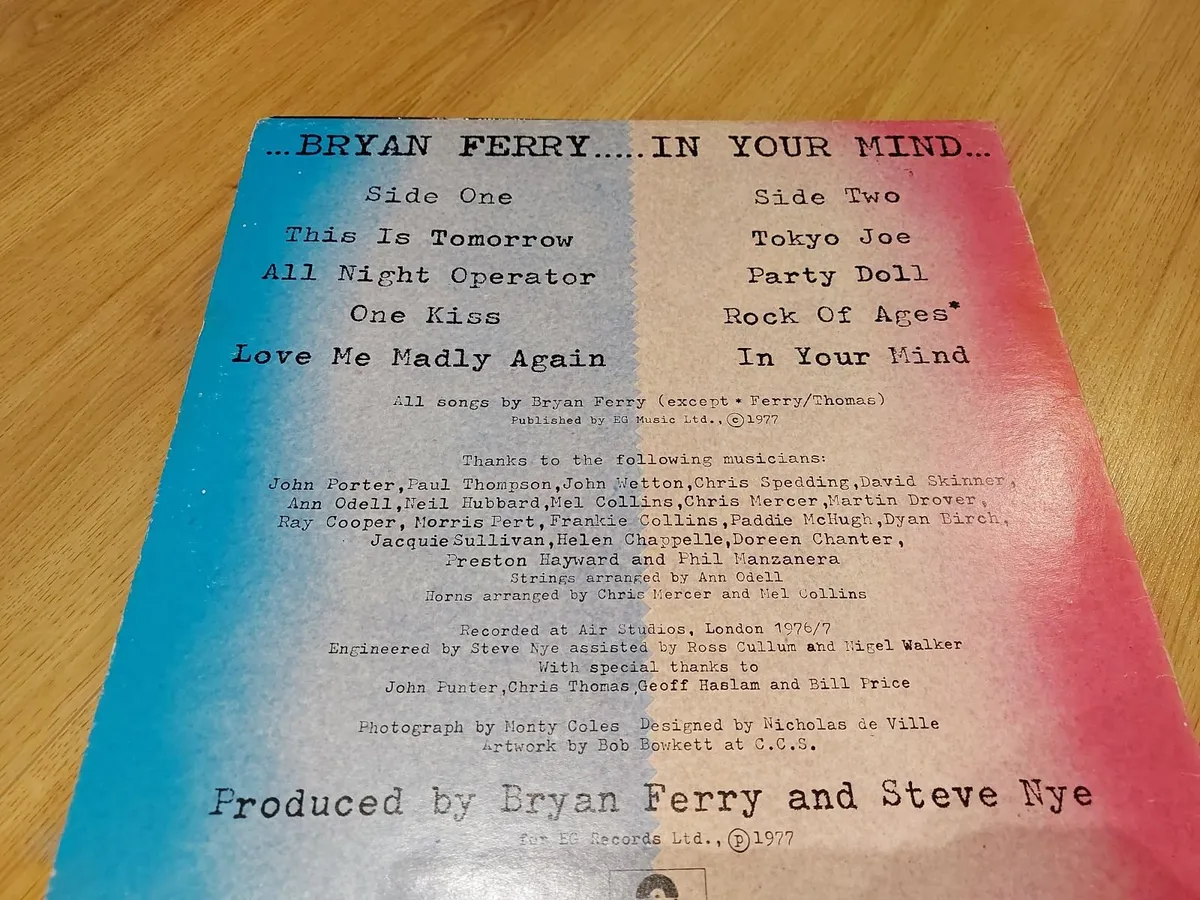 ...BRYAN FERRY.....IN YOUR MIND...
Side One
This Is Tomorrow
All Night Operator
One Kiss
Love Me Madly Again
Side Two
Tokyo Joe
Party Doll
Rock Of Ages*
In Your Mind
All songs by Bryan Ferry (except * Ferry/Thomas)
Published by EG Music Ltd., ©1977
Thanks to the following musicians:
John Porter,Paul Thompson,John Wetton,Chris Spedding,David Skinner,
Ann Odell,Neil Hubbard,Mel Collins,Chris Mercer,Martin Drover,
Ray Cooper, Morris Pert,Frankie Collins,Paddie McHugh,Dyan Birch,
Jacquie Sullivan,Helen Chappelle,Doreen Chanter,
Preston Hayward and Phil Manzanera
Strings arranged by Ann Odell
Horns arranged by Chris Mercer and Mel Collins
Recorded at Air Studios, London 1976/7
Engineered by Steve Nye assisted by Ross Cullum and Nigel Walker
With special thanks to
John Punter,Chris Thomas,Geoff Haslam and Bill Price
Photograph by Monty Coles Designed by Nicholas de Ville
Artwork by Bob Bowkett at C.C.S.
Produced by Bryan Ferry and Steve Nye
for EG Records Ltd., ℗1977